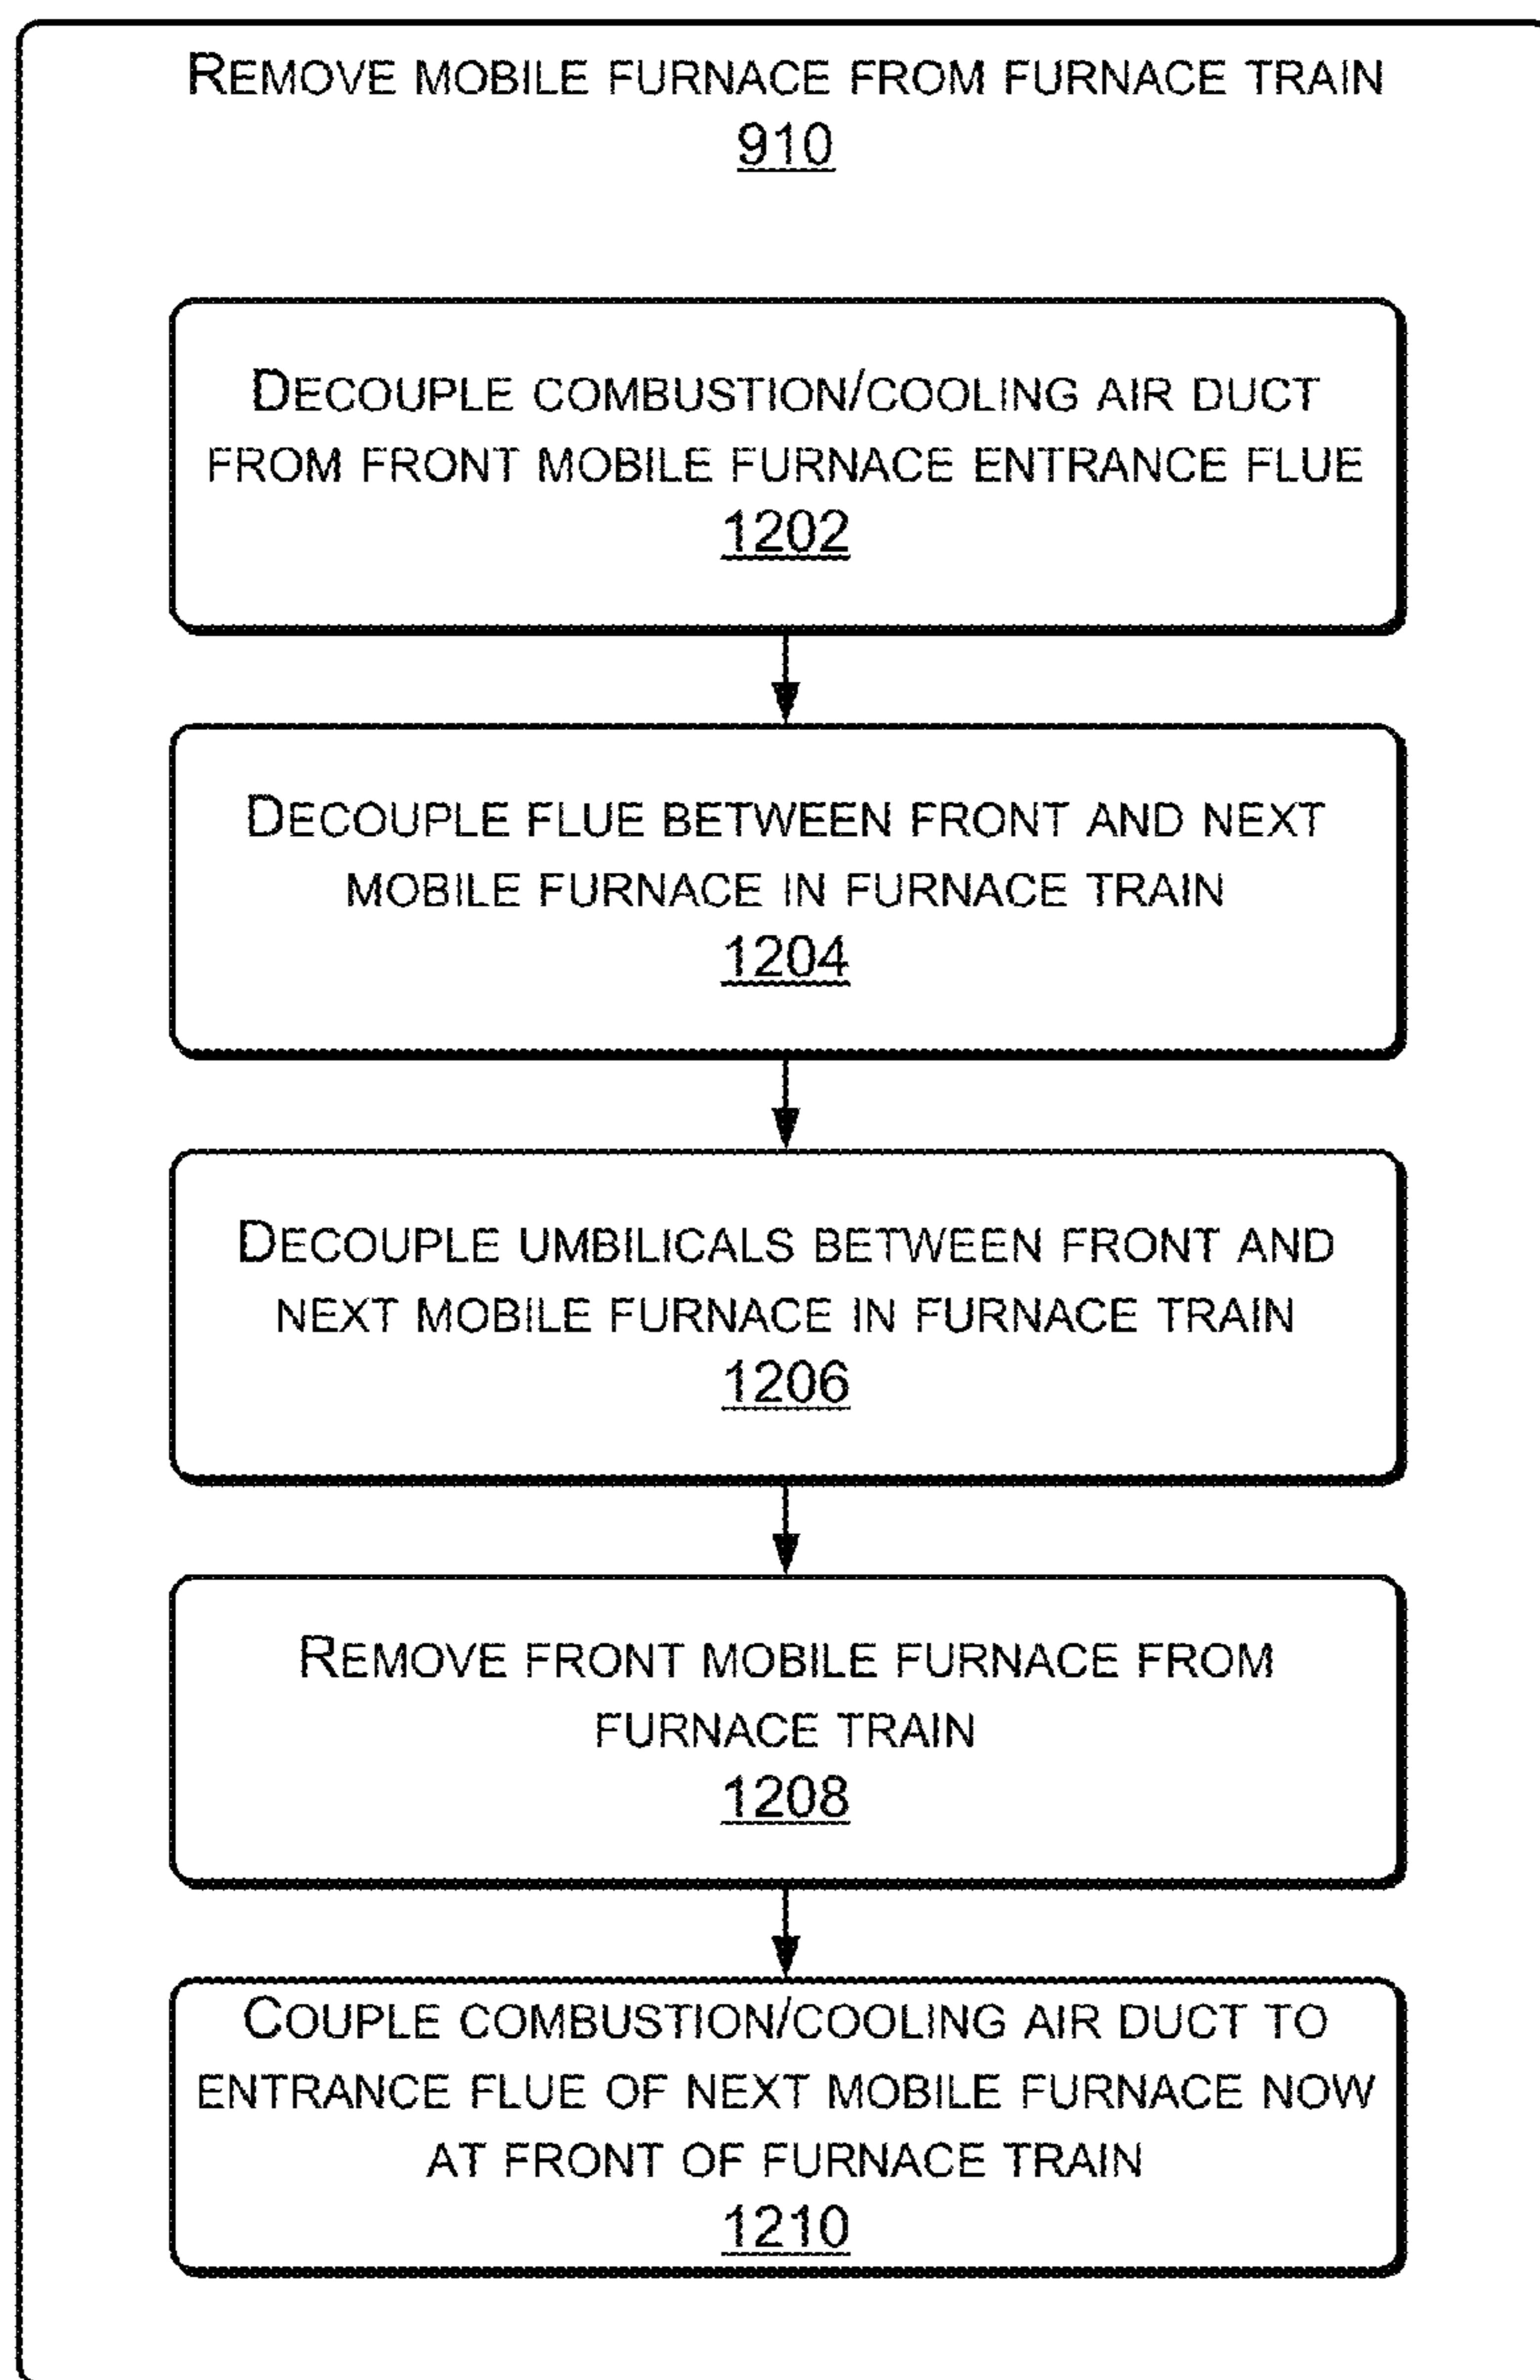 REMOVE MOBILE FURNACE FROM FURNACE TRAIN
910
DECOUPLE COMBUSTION/COOLING AIR DUCT
FROM FRONT MOBILE FURNACE ENTRANCE FLUE
1202
DECOUPLE FLUE BETWEEN FRONT AND NEXT
MOBILE FURNACE IN FURNACE TRAIN
1204
DECOUPLE UMBILICALS BETWEEN FRONT AND
NEXT MOBILE FURNACE IN FURNACE TRAIN
1206
REMOVE FRONT MOBILE FURNACE FROM
FURNACE TRAIN
1208
COUPLE COMBUSTION/COOLING AIR DUCT TO
ENTRANCE FLUE OF NEXT MOBILE FURNACE NOW
AT FRONT OF FURNACE TRAIN
1210